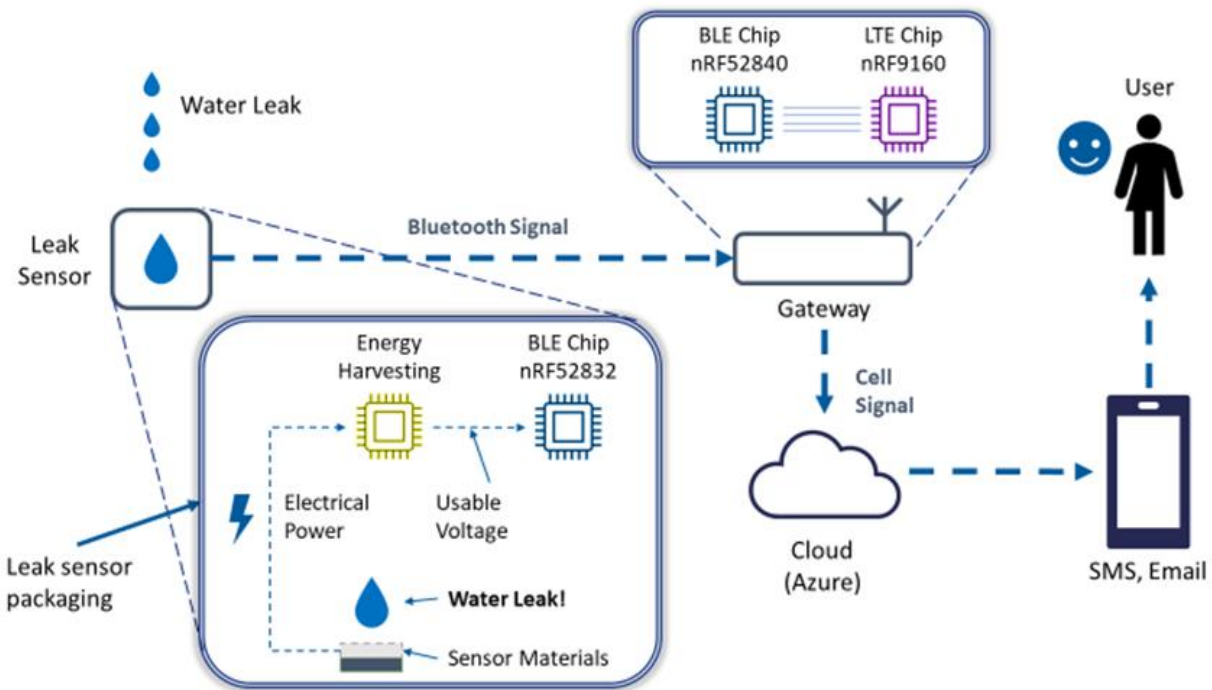 BLE Chip
nRF52840
LTE Chip
nRF9160
User
Water Leak
Leak
Sensor
Bluetooth Signal
Gateway
Energy
Harvesting
BLE Chip
nRF52832
Cell
Signal
Electrical
Power
Usable
Voltage
Cloud
(Azure)
SMS, Email
Leak sensor
packaging
Water Leak!
Sensor Materials